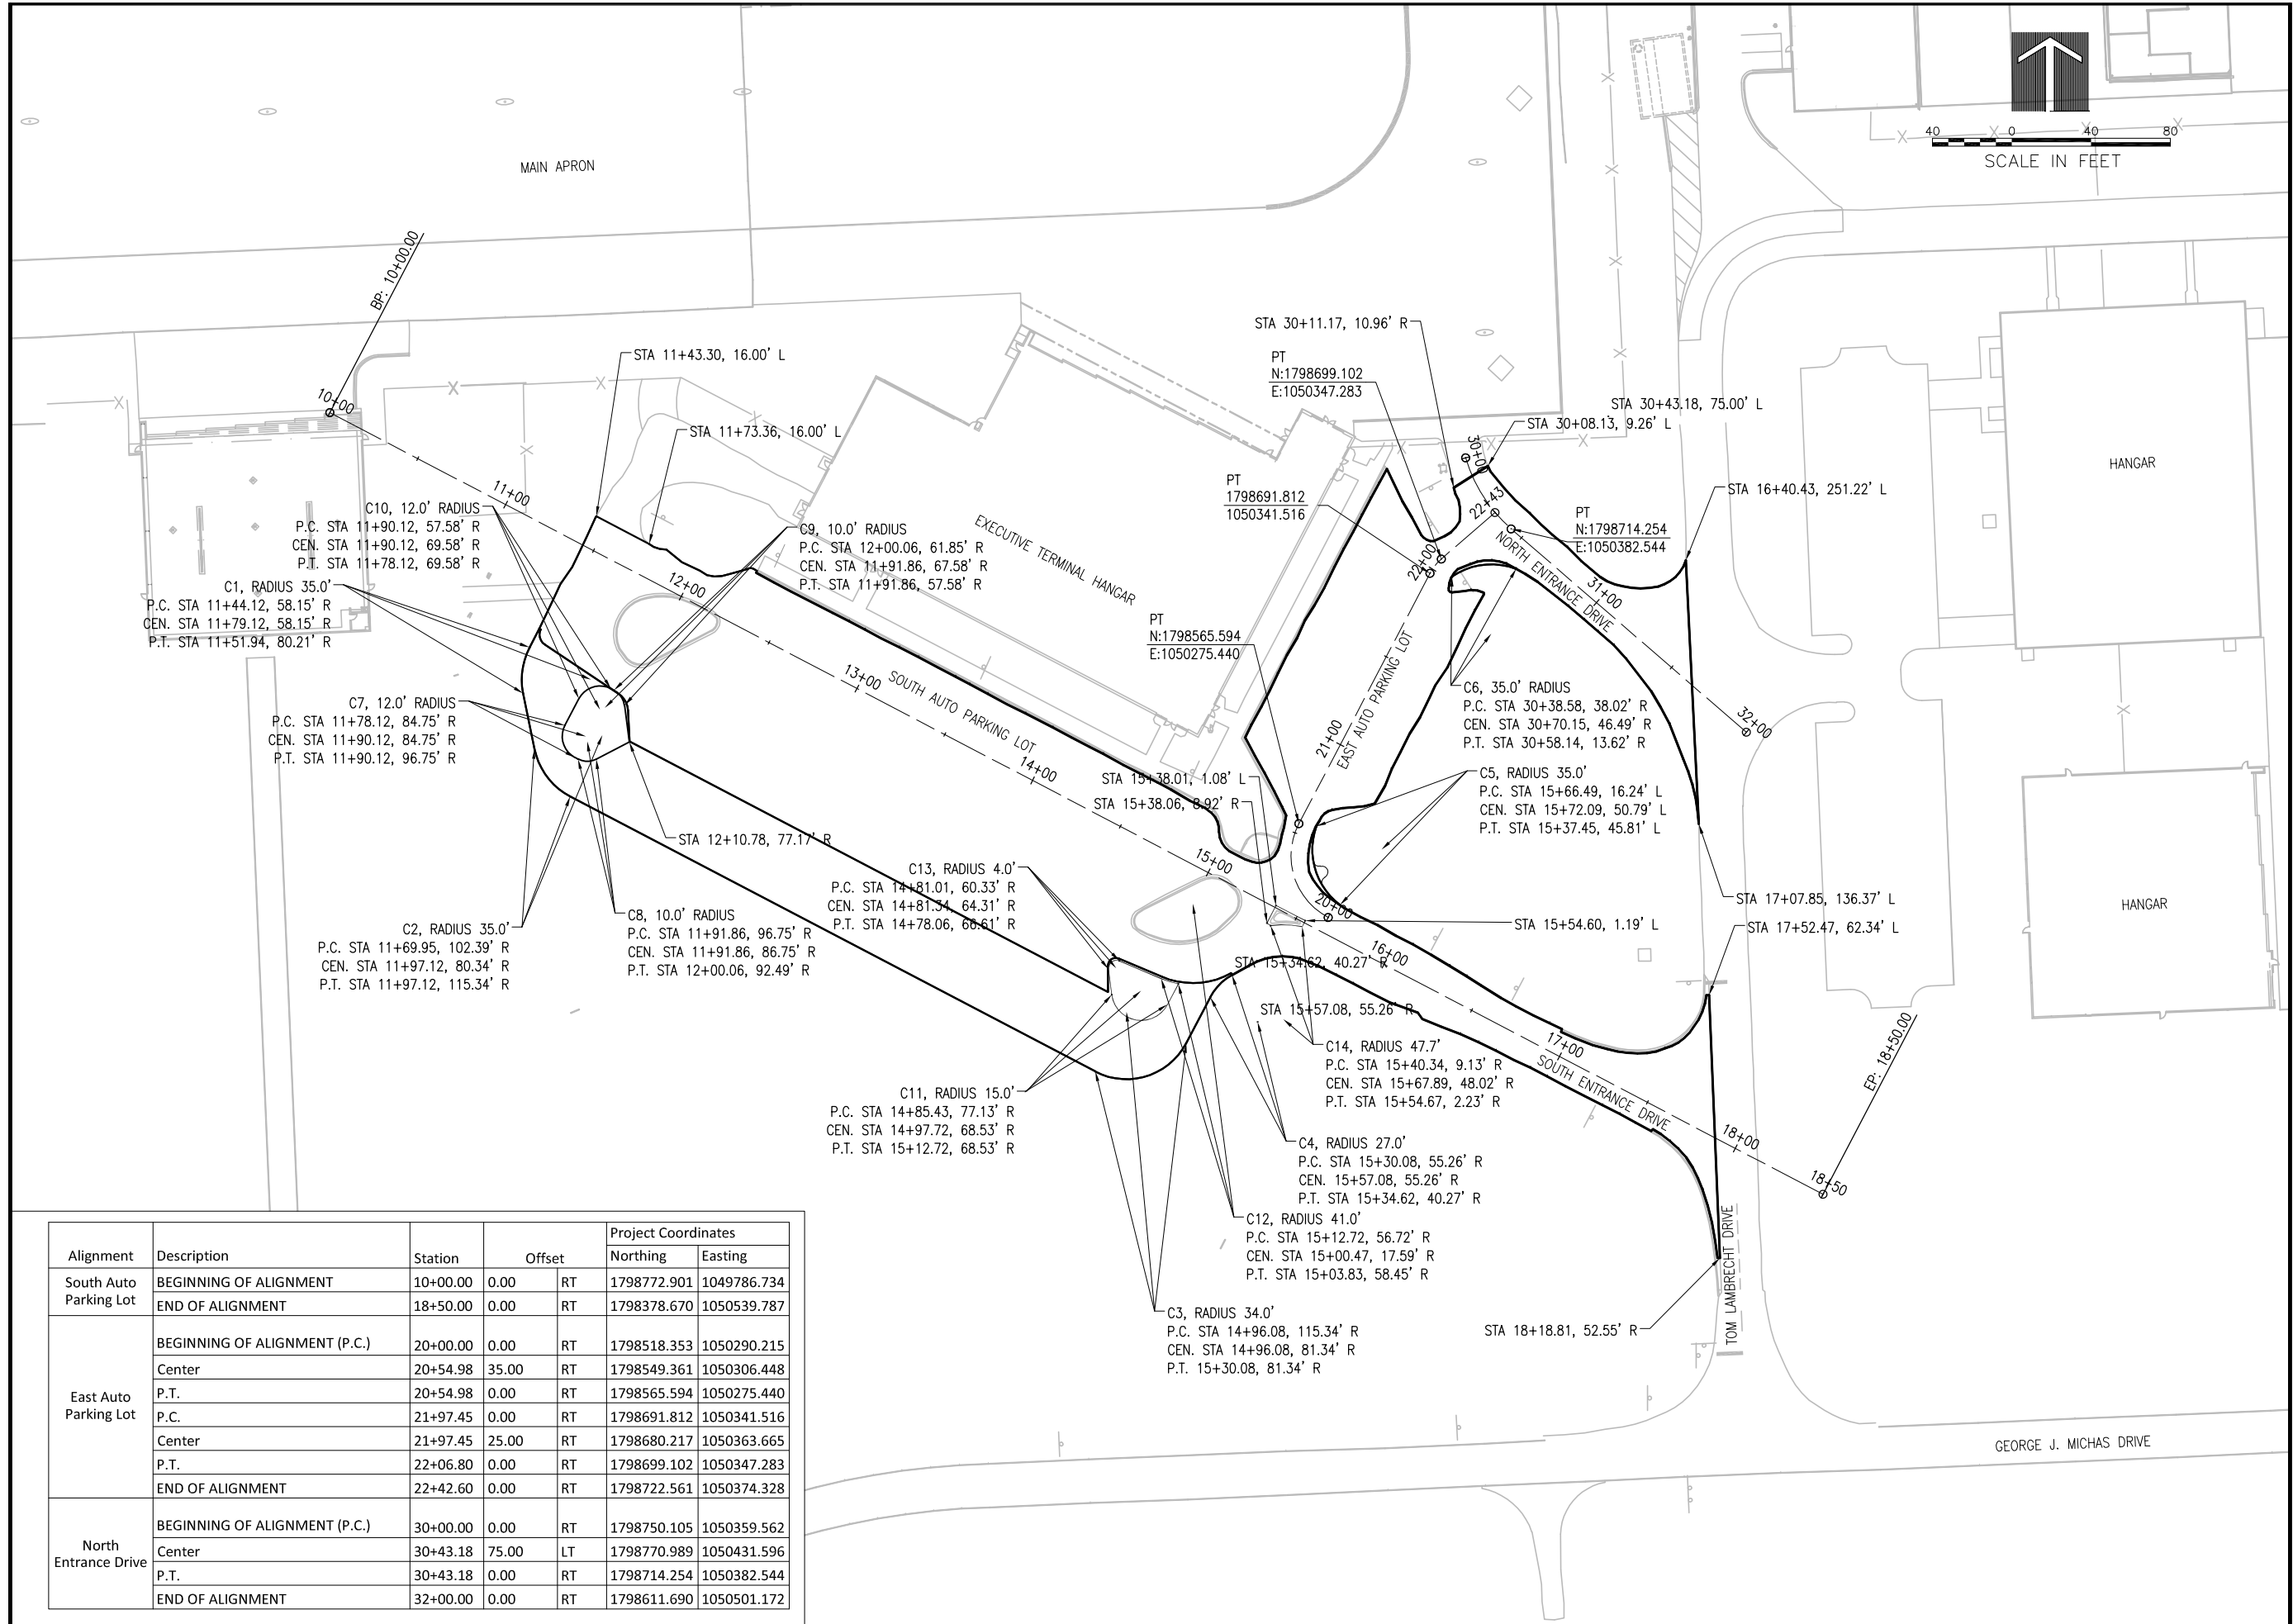 MAIN APRON
BP: 10+00.00
40 0 40 80
SCALE IN FEET
10+00
11+00
12+00
13+00
14+00
15+00
16+00
17+00
18+00
18+50
EP: 18+50.00
20+00
21+00
22+00
22+43
30+00
31+00
32+00
STA 11+43.30, 16.00' L
STA 11+73.36, 16.00' L
STA 30+11.17, 10.96' R
PT
N:1798699.102
E:1050347.283
STA 30+43.18, 75.00' L
STA 30+08.13, 9.26' L
HANGAR
STA 16+40.43, 251.22' L
PT
1798691.812
1050341.516
PT
N:1798714.254
E:1050382.544
C10, 12.0' RADIUS
P.C. STA 11+90.12, 57.58' R
CEN. STA 11+90.12, 69.58' R
P.T. STA 11+78.12, 69.58' R
C9, 10.0' RADIUS
P.C. STA 12+00.06, 61.85' R
CEN. STA 11+91.86, 67.58' R
P.T. STA 11+91.86, 57.58' R
EXECUTIVE TERMINAL HANGAR
NORTH ENTRANCE DRIVE
C1, RADIUS 35.0'
P.C. STA 11+44.12, 58.15' R
CEN. STA 11+79.12, 58.15' R
P.T. STA 11+51.94, 80.21' R
PT
N:1798565.594
E:1050275.440
SOUTH AUTO PARKING LOT
EAST AUTO PARKING LOT
C7, 12.0' RADIUS
P.C. STA 11+78.12, 84.75' R
CEN. STA 11+90.12, 84.75' R
P.T. STA 11+90.12, 96.75' R
C6, 35.0' RADIUS
P.C. STA 30+38.58, 38.02' R
CEN. STA 30+70.15, 46.49' R
P.T. STA 30+58.14, 13.62' R
C5, RADIUS 35.0'
P.C. STA 15+66.49, 16.24' L
CEN. STA 15+72.09, 50.79' L
P.T. STA 15+37.45, 45.81' L
STA 15+38.01, 1.08' L
STA 15+38.06, 8.92' R
STA 12+10.78, 77.17' R
C13, RADIUS 4.0'
P.C. STA 14+81.01, 60.33' R
CEN. STA 14+81.34, 64.31' R
P.T. STA 14+78.06, 66.61' R
STA 17+07.85, 136.37' L
HANGAR
STA 15+54.60, 1.19' L
STA 17+52.47, 62.34' L
C2, RADIUS 35.0'
P.C. STA 11+69.95, 102.39' R
CEN. STA 11+97.12, 80.34' R
P.T. STA 11+97.12, 115.34' R
C8, 10.0' RADIUS
P.C. STA 11+91.86, 96.75' R
CEN. STA 11+91.86, 86.75' R
P.T. STA 12+00.06, 92.49' R
STA 15+34.62, 40.27' R
STA 15+57.08, 55.26' R
C14, RADIUS 47.7'
P.C. STA 15+40.34, 9.13' R
CEN. STA 15+67.89, 48.02' R
P.T. STA 15+54.67, 2.23' R
SOUTH ENTRANCE DRIVE
C11, RADIUS 15.0'
P.C. STA 14+85.43, 77.13' R
CEN. STA 14+97.72, 68.53' R
P.T. STA 15+12.72, 68.53' R
C4, RADIUS 27.0'
P.C. STA 15+30.08, 55.26' R
CEN. 15+57.08, 55.26' R
P.T. STA 15+34.62, 40.27' R
C12, RADIUS 41.0'
P.C. STA 15+12.72, 56.72' R
CEN. STA 15+00.47, 17.59' R
P.T. STA 15+03.83, 58.45' R
C3, RADIUS 34.0'
P.C. STA 14+96.08, 115.34' R
CEN. STA 14+96.08, 81.34' R
P.T. 15+30.08, 81.34' R
STA 18+18.81, 52.55' R
TOM LAMBRECHT DRIVE
GEORGE J. MICHAS DRIVE
Project Coordinates
Alignment Description Station Offset Northing Easting
South Auto Parking Lot
BEGINNING OF ALIGNMENT 10+00.00 0.00 RT 1798772.901 1049786.734
END OF ALIGNMENT 18+50.00 0.00 RT 1798378.670 1050539.787
East Auto Parking Lot
BEGINNING OF ALIGNMENT (P.C.) 20+00.00 0.00 RT 1798518.353 1050290.215
Center 20+54.98 35.00 RT 1798549.361 1050306.448
P.T. 20+54.98 0.00 RT 1798565.594 1050275.440
P.C. 21+97.45 0.00 RT 1798691.812 1050341.516
Center 21+97.45 25.00 RT 1798680.217 1050363.665
P.T. 22+06.80 0.00 RT 1798699.102 1050347.283
END OF ALIGNMENT 22+42.60 0.00 RT 1798722.561 1050374.328
North Entrance Drive
BEGINNING OF ALIGNMENT (P.C.) 30+00.00 0.00 RT 1798750.105 1050359.562
Center 30+43.18 75.00 LT 1798770.989 1050431.596
P.T. 30+43.18 0.00 RT 1798714.254 1050382.544
END OF ALIGNMENT 32+00.00 0.00 RT 1798611.690 1050501.172